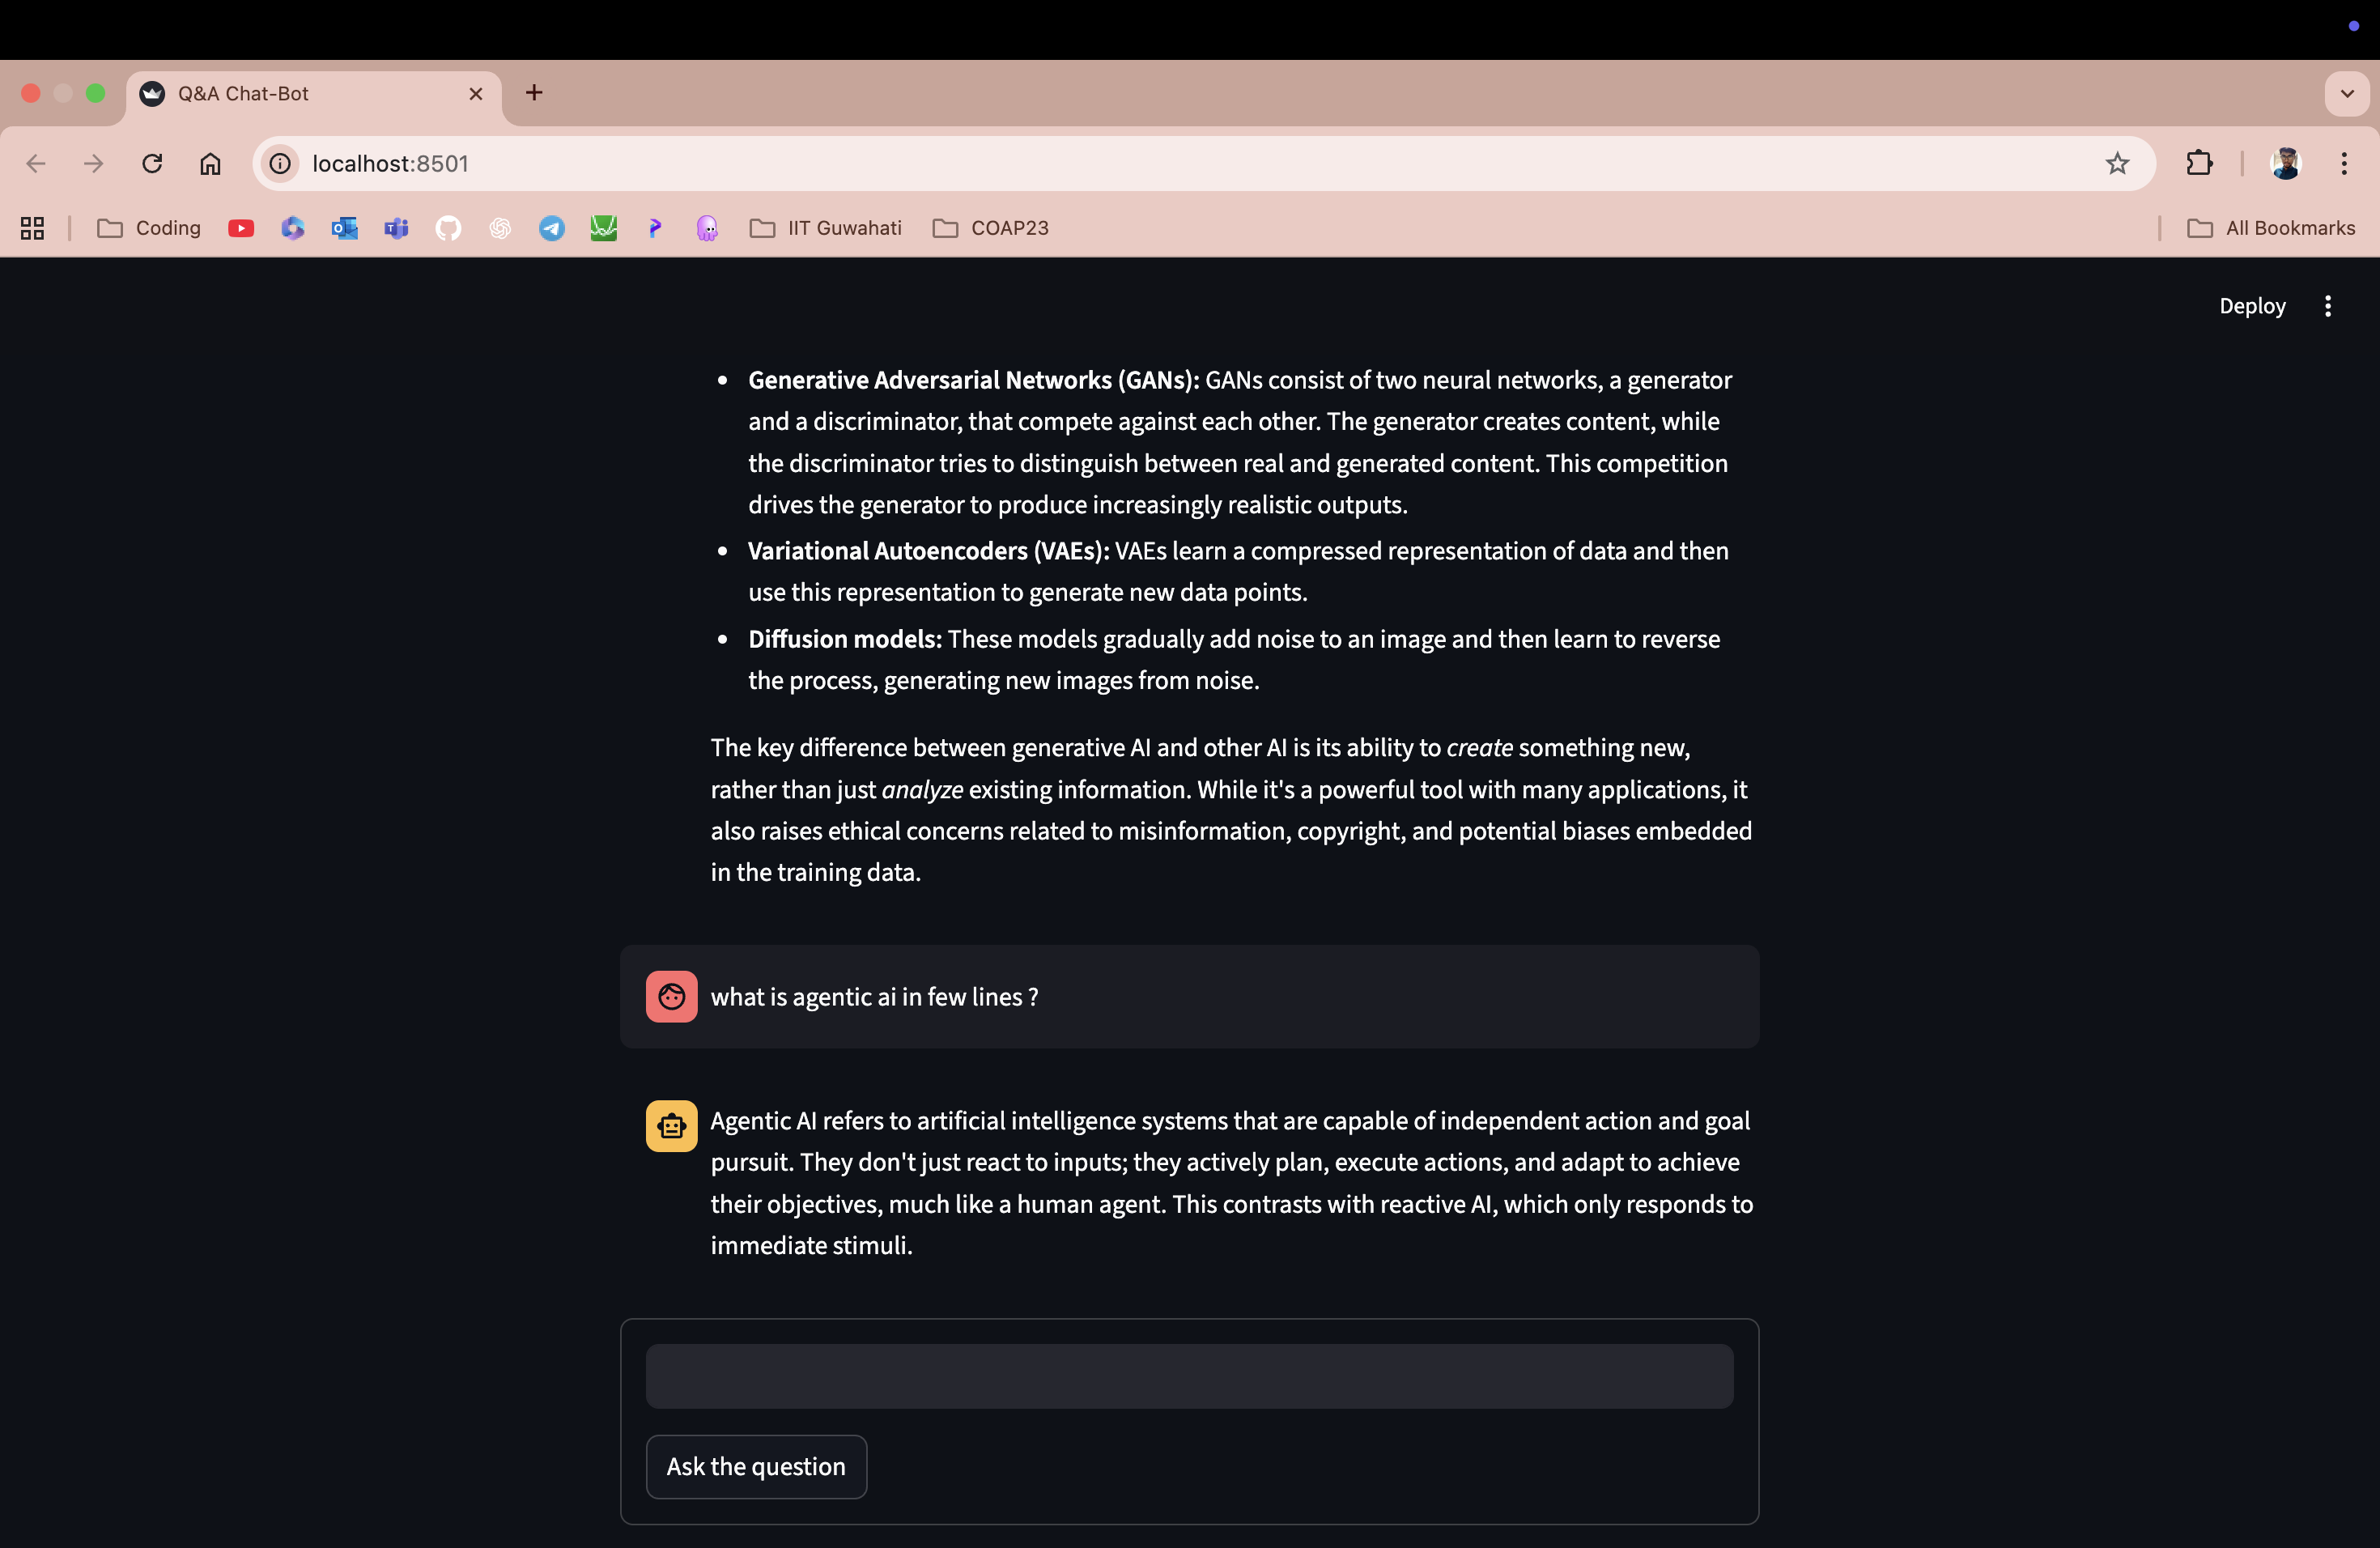 Q&A Chat-Bot
localhost:8501
Coding
IIT Guwahati
COAP23
All Bookmarks
Deploy
• Generative Adversarial Networks (GANs): GANs consist of two neural networks, a generator
and a discriminator, that compete against each other. The generator creates content, while
the discriminator tries to distinguish between real and generated content. This competition
drives the generator to produce increasingly realistic outputs.
• Variational Autoencoders (VAEs): VAEs learn a compressed representation of data and then
use this representation to generate new data points.
• Diffusion models: These models gradually add noise to an image and then learn to reverse
the process, generating new images from noise.
The key difference between generative AI and other AI is its ability to create something new,
rather than just analyze existing information. While it's a powerful tool with many applications, it
also raises ethical concerns related to misinformation, copyright, and potential biases embedded
in the training data.
what is agentic ai in few lines ?
Agentic AI refers to artificial intelligence systems that are capable of independent action and goal
pursuit. They don't just react to inputs; they actively plan, execute actions, and adapt to achieve
their objectives, much like a human agent. This contrasts with reactive AI, which only responds to
immediate stimuli.
Ask the question